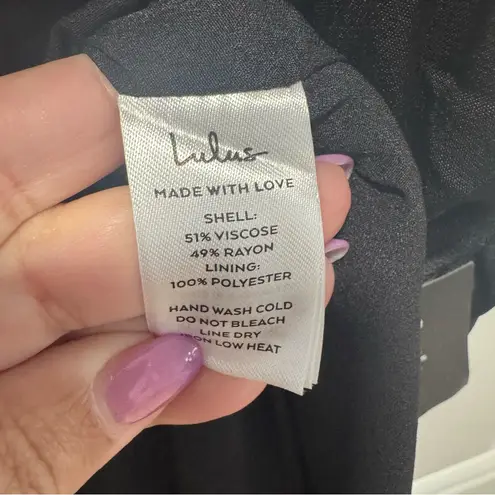 Lulus
MADE WITH LOVE
SHELL:
51% VISCOSE
49% RAYON
LINING:
100% POLYESTER
HAND WASH COLD
DO NOT BLEACH
LINE DRY
IRON LOW HEAT